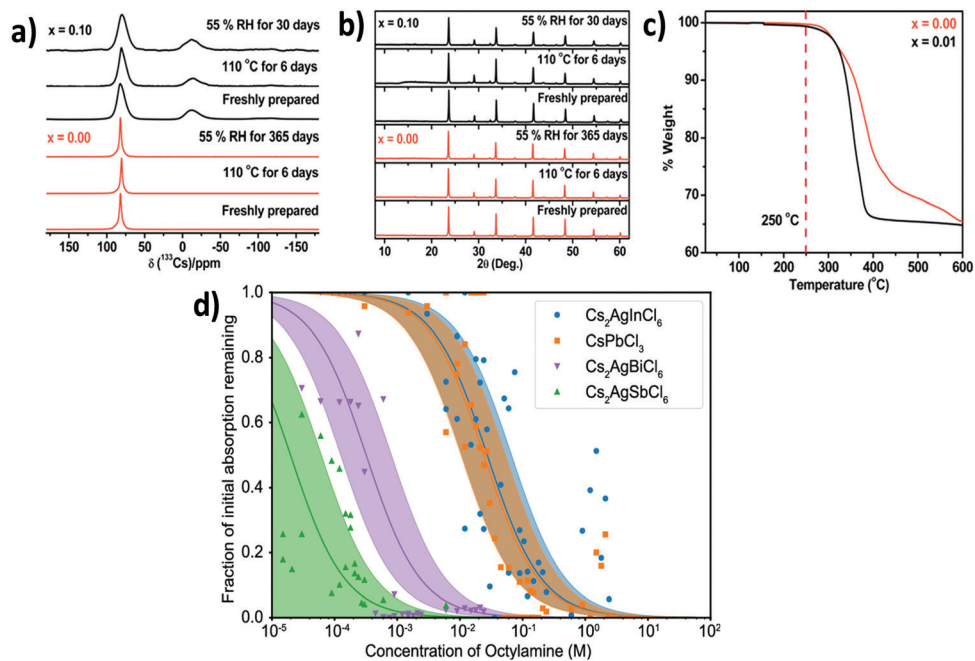 a)
x = 0.10
55 % RH for 30 days
110 °C for 6 days
Freshly prepared
x = 0.00
55 % RH for 365 days
110 °C for 6 days
Freshly prepared
175 150 100 50 0 -50 -100 -150
δ (¹³³Cs)/ppm
b)
x = 0.10
55 % RH for 30 days
110 °C for 6 days
Freshly prepared
x = 0.00
55 % RH for 365 days
110 °C for 6 days
Freshly prepared
10 20 30 40 50 60
2θ (Deg.)
c)
x = 0.00
x = 0.01
250 °C
100
90
80
70
60
% Weight
100 200 300 400 500 600
Temperature (°C)
d)
Cs₂AgInCl₆
CsPbCl₃
Cs₂AgBiCl₆
Cs₂AgSbCl₆
1.0
0.8
0.6
0.4
0.2
0.0
Fraction of initial absorption remaining
10⁻⁵ 10⁻⁴ 10⁻³ 10⁻² 10⁻¹ 10⁰ 10¹ 10²
Concentration of Octylamine (M)